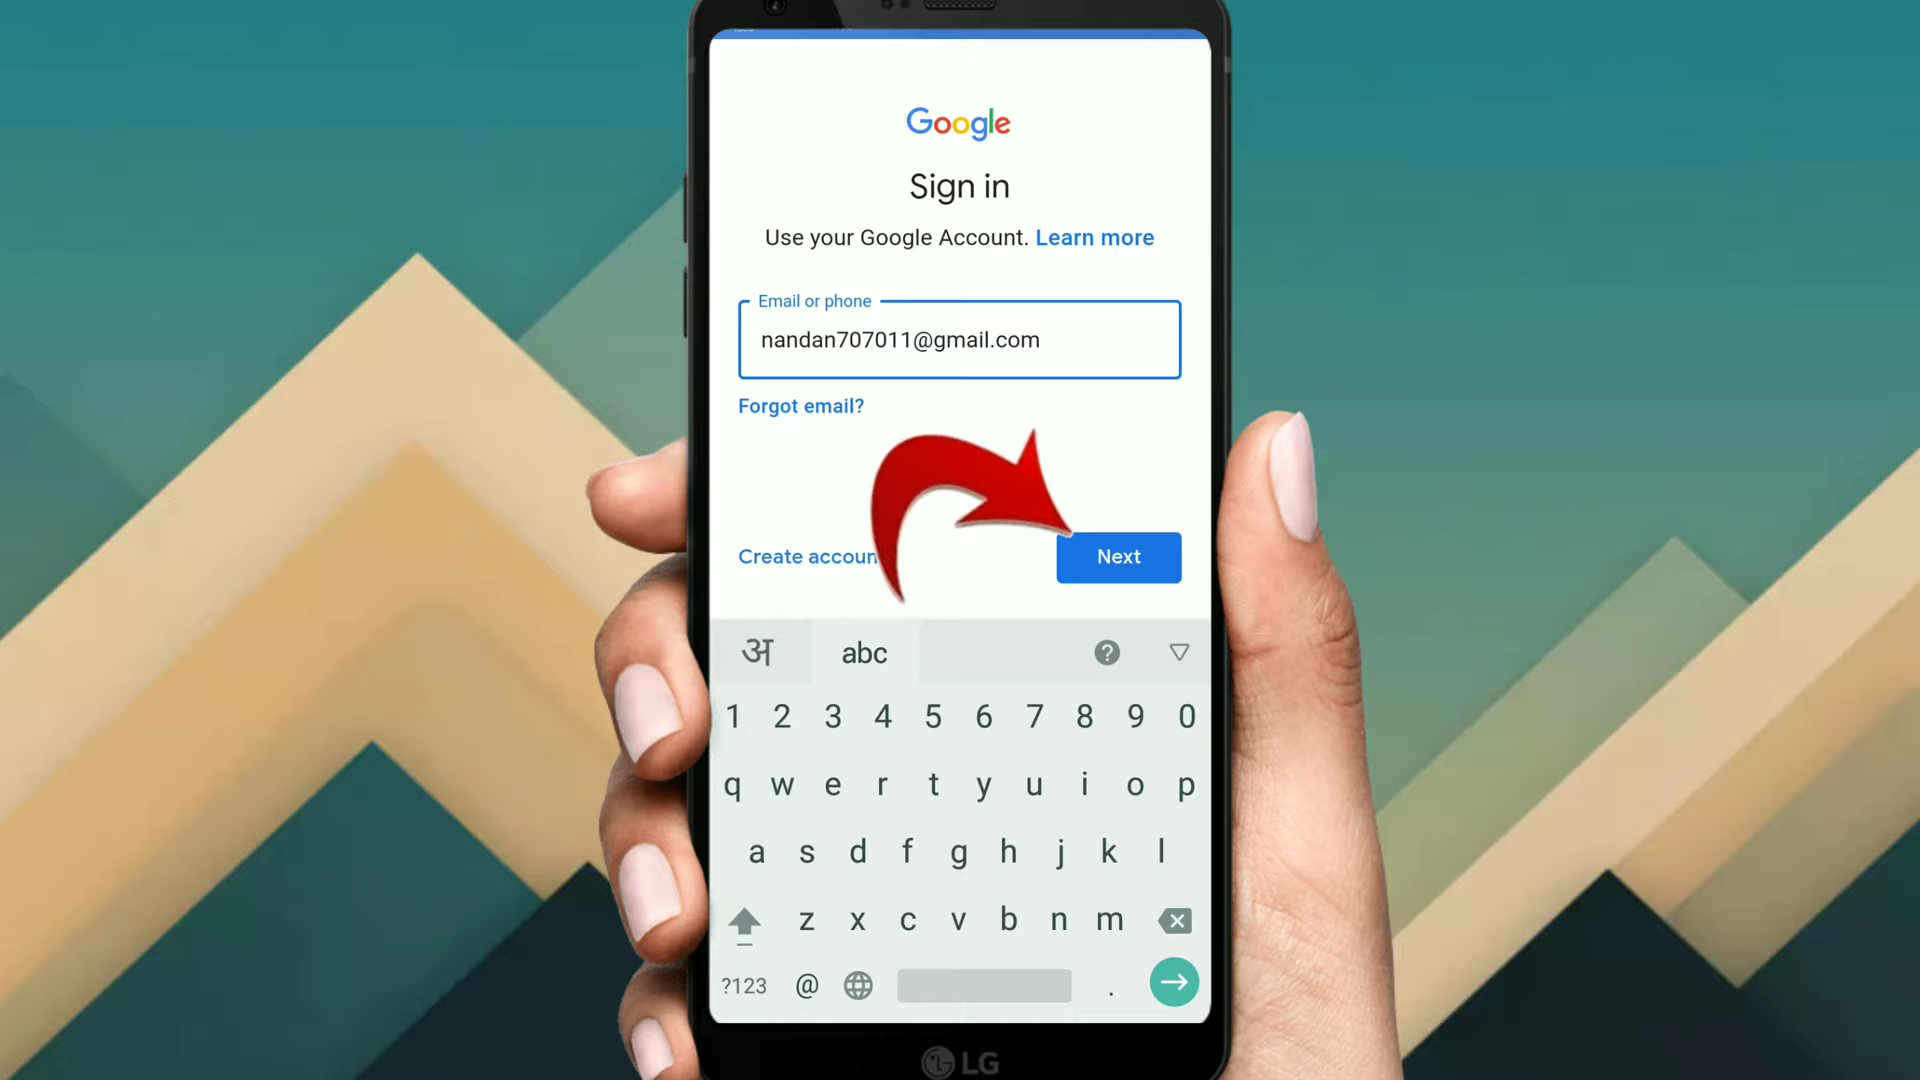 Google
Sign in
Use your Google Account. Learn more
Email or phone
nandan707011@gmail.com
Forgot email?
Create accoun
Next
अ abc ?
1 2 3 4 5 6 7 8 9 0
q w e r t y u i o p
a s d f g h j k l
z x c v b n m
?123 @ .
LG